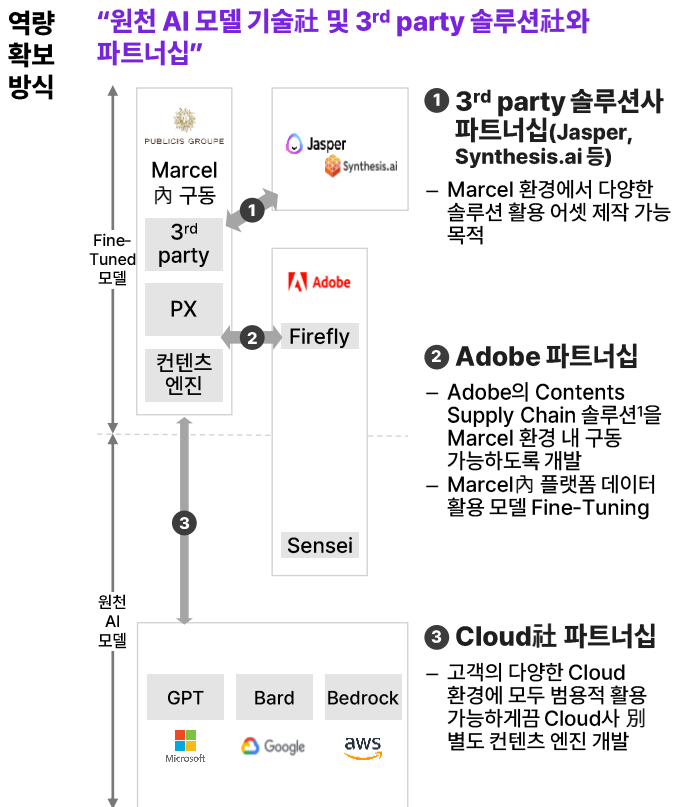 역량
확보
방식
“원천 AI 모델 기술社 및 3rd party 솔루션社와
파트너십”
Fine-
Tuned
모델
원천
AI
모델
PUBLICIS GROUPE
Marcel
內 구동
3rd
party
PX
컨텐츠
엔진
Jasper
Synthesis.ai
1
Adobe
Firefly
2
Sensei
3
GPT
Bard
Bedrock
Microsoft
Google
aws
1 3rd party 솔루션사
파트너십(Jasper,
Synthesis.ai 등)
– Marcel 환경에서 다양한
솔루션 활용 어셋 제작 가능
목적
2 Adobe 파트너십
– Adobe의 Contents
Supply Chain 솔루션1을
Marcel 환경 내 구동
가능하도록 개발
– Marcel內 플랫폼 데이터
활용 모델 Fine-Tuning
3 Cloud社 파트너십
– 고객의 다양한 Cloud
환경에 모두 범용적 활용
가능하게끔 Cloud사 別
별도 컨텐츠 엔진 개발